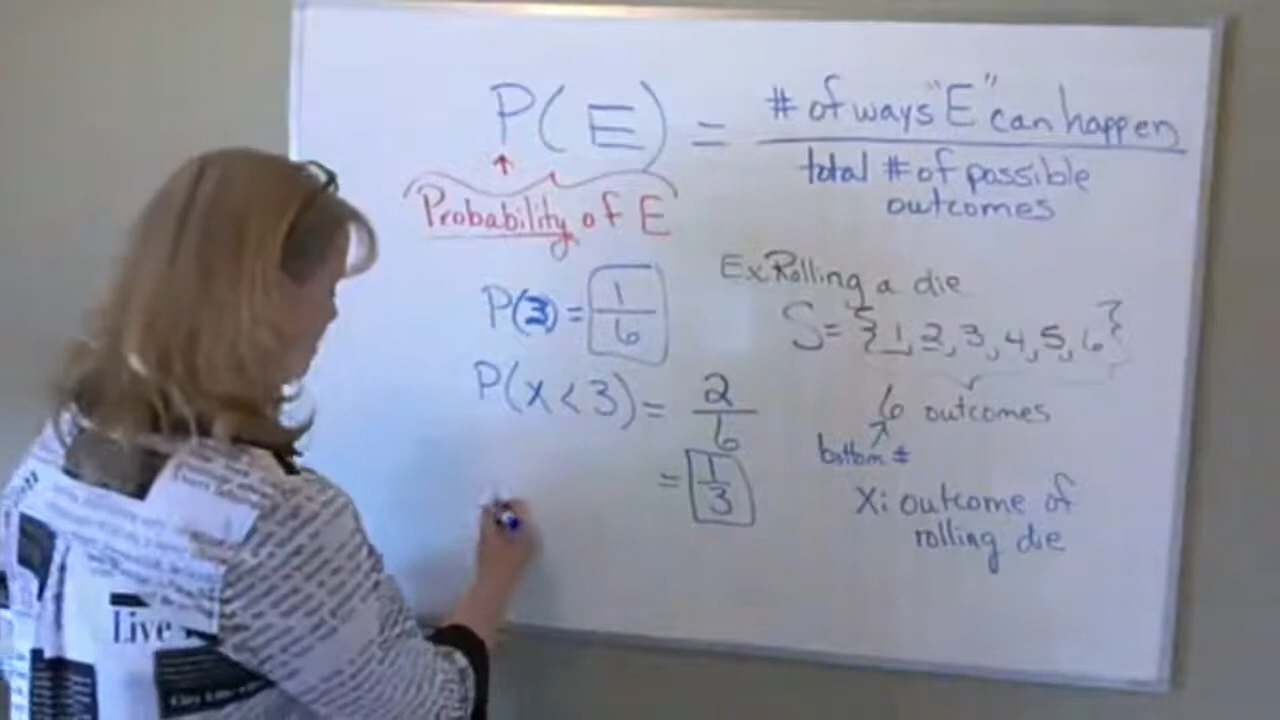 P(E) = # of ways "E" can happen
total # of possible
outcomes
Probability of E
Ex Rolling a die
P(3) = 1/6
S = {1, 2, 3, 4, 5, 6}
P(x < 3) = 2/6
6 outcomes
bottom #
= 1/3
X: outcome of
rolling die
Live